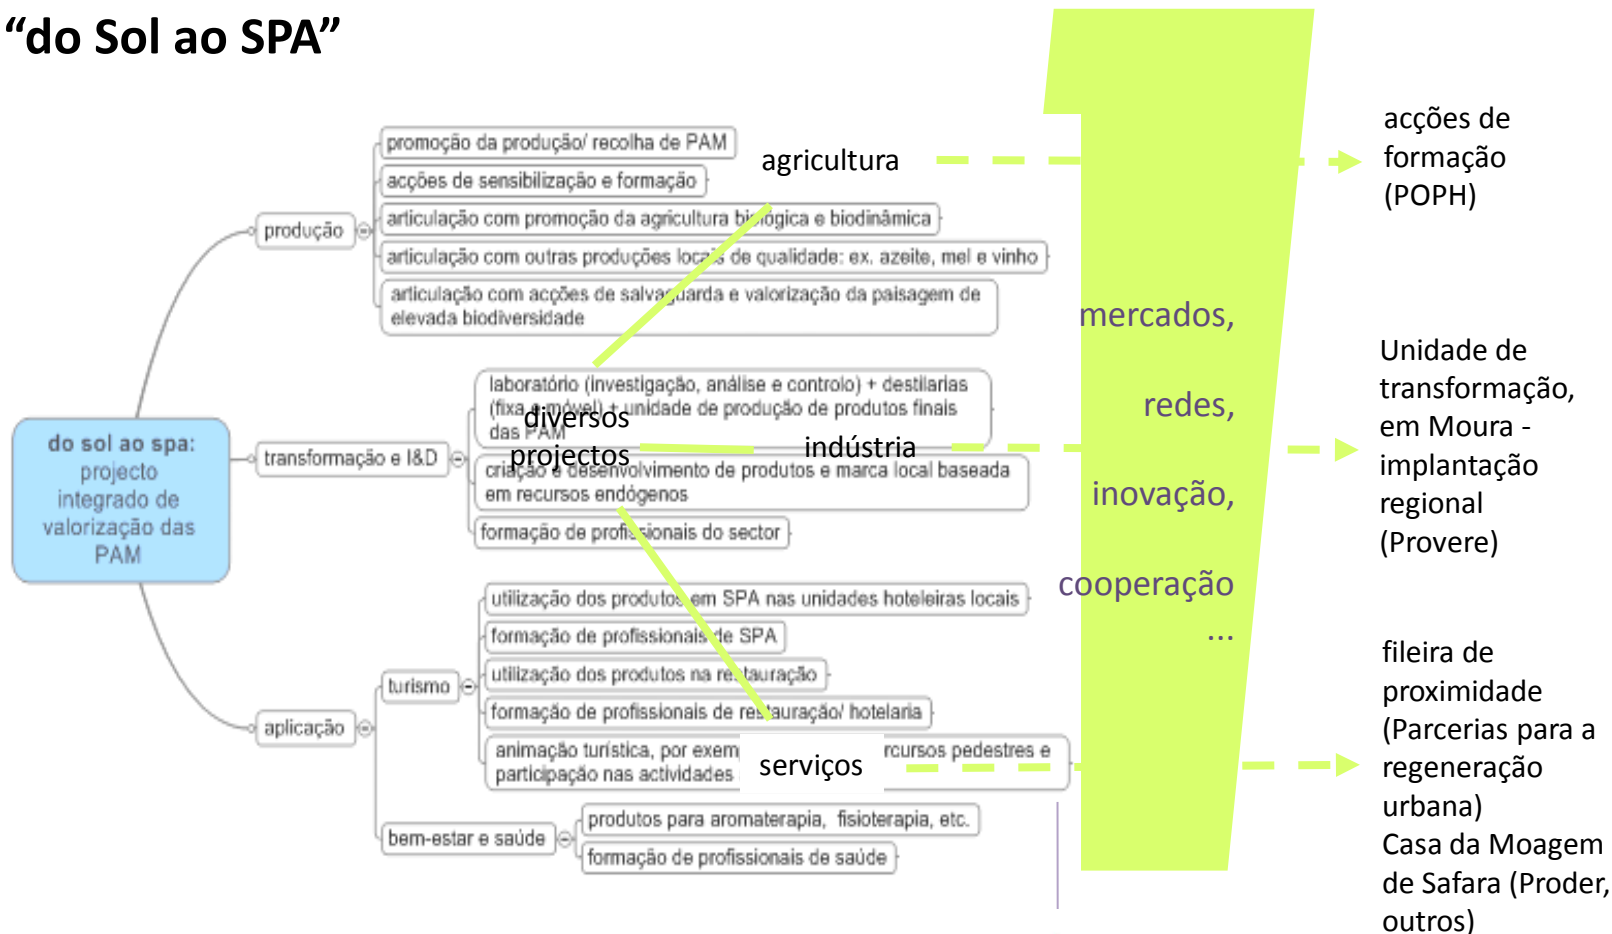 “do Sol ao SPA”
do sol ao spa:
projecto
integrado de
valorização das
PAM
produção
promoção da produção/ recolha de PAM
acções de sensibilização e formação
articulação com promoção da agricultura biológica e biodinâmica
articulação com outras produções locais de qualidade: ex. azeite, mel e vinho
articulação com acções de salvaguarda e valorização da paisagem de
elevada biodiversidade
transformação e I&D
laboratório (investigação, análise e controlo) + destilarias
(fixa e móvel) + unidade de produção de produtos finais
das PAM
criação e desenvolvimento de produtos e marca local baseada
em recursos endógenos
formação de profissionais do sector
aplicação
turismo
utilização dos produtos em SPA nas unidades hoteleiras locais
formação de profissionais de SPA
utilização dos produtos na restauração
formação de profissionais de restauração/ hotelaria
animação turística, por pedestres e
participação nas actividades
bem-estar e saúde
produtos para aromaterapia, fisioterapia, etc.
formação de profissionais de saúde
diversos
projectos
agricultura
indústria
serviços
mercados,
redes,
inovação,
cooperação
...
acções de
formação
(POPH)
Unidade de
transformação,
em Moura -
implantação
regional
(Provere)
fileira de
proximidade
(Parcerias para a
regeneração
urbana)
Casa da Moagem
de Safara (Proder,
outros)